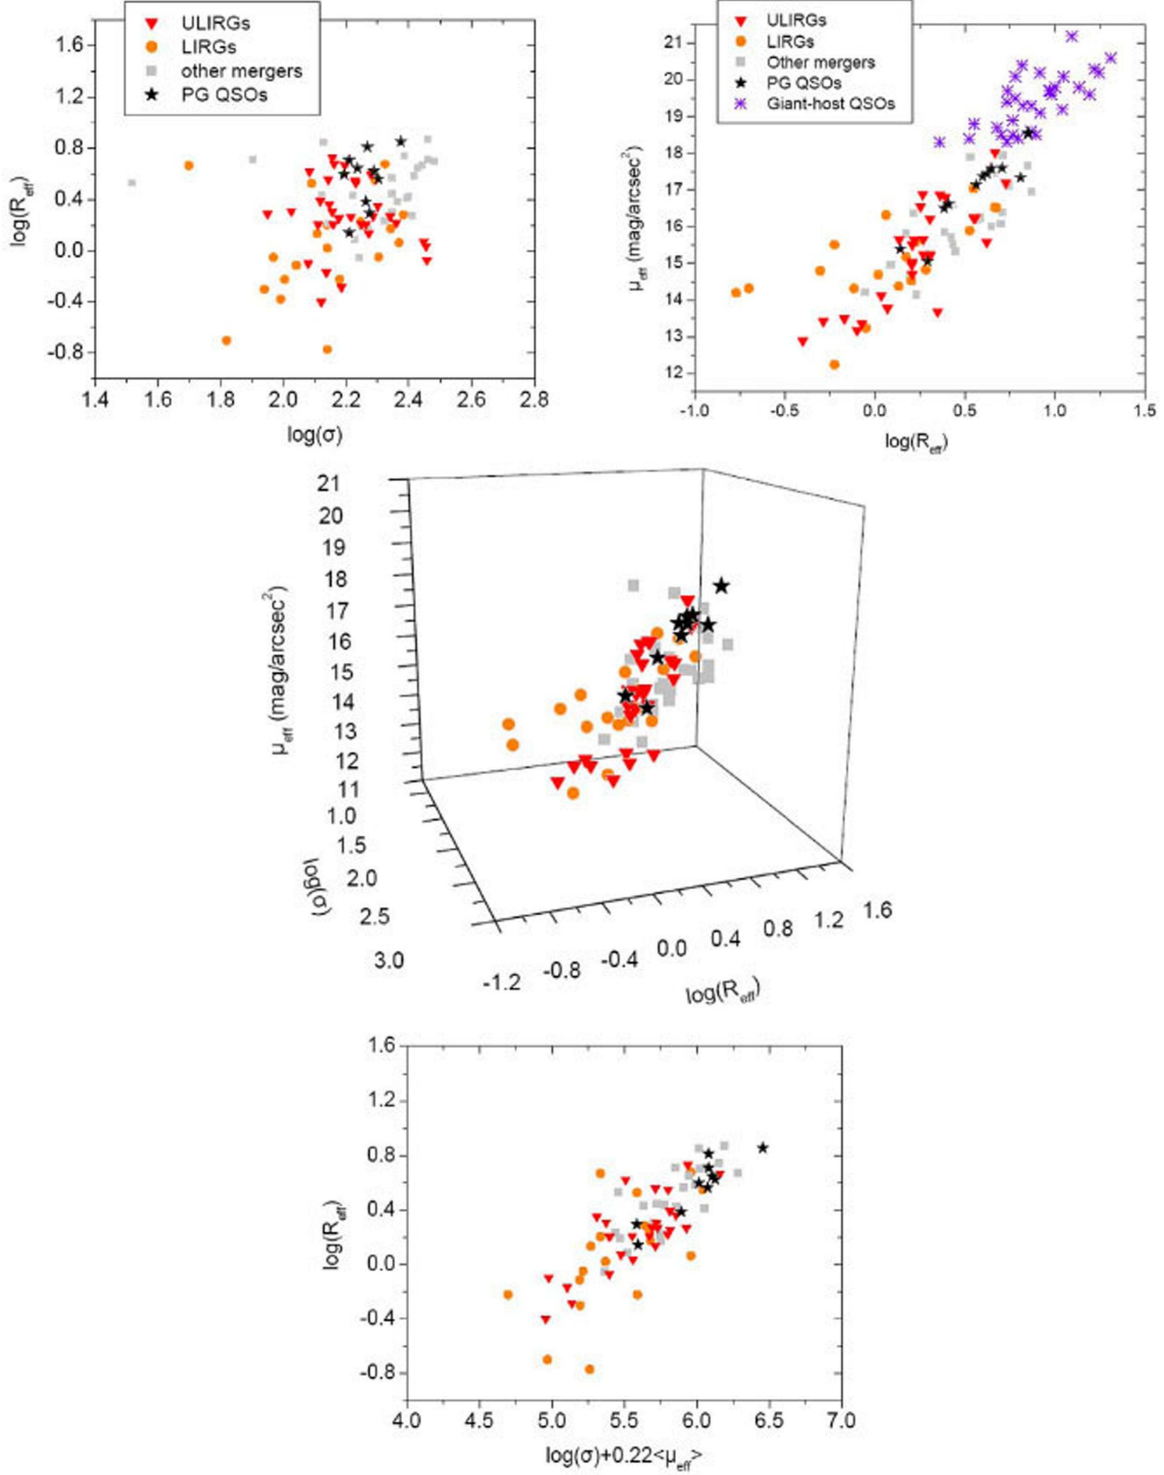 ULIRGs
LIRGs
other mergers
PG QSOs
1.6
1.2
0.8
0.4
0.0
-0.4
-0.8
log(R_eff)
1.4 1.6 1.8 2.0 2.2 2.4 2.6 2.8
log(σ)
ULIRGs
LIRGs
Other mergers
PG QSOs
Giant-host QSOs
21
20
19
18
17
16
15
14
13
12
μ_eff (mag/arcsec²)
-1.0 -0.5 0.0 0.5 1.0 1.5
log(R_eff)
21
20
19
18
17
16
15
14
13
12
11
μ_eff (mag/arcsec²)
1.0
1.5
2.0
2.5
3.0
log(σ)
-1.2 -0.8 -0.4 0.0 0.4 0.8 1.2 1.6
log(R_eff)
1.6
1.2
0.8
0.4
0.0
-0.4
-0.8
log(R_eff)
4.0 4.5 5.0 5.5 6.0 6.5 7.0
log(σ)+0.22<μ_eff>